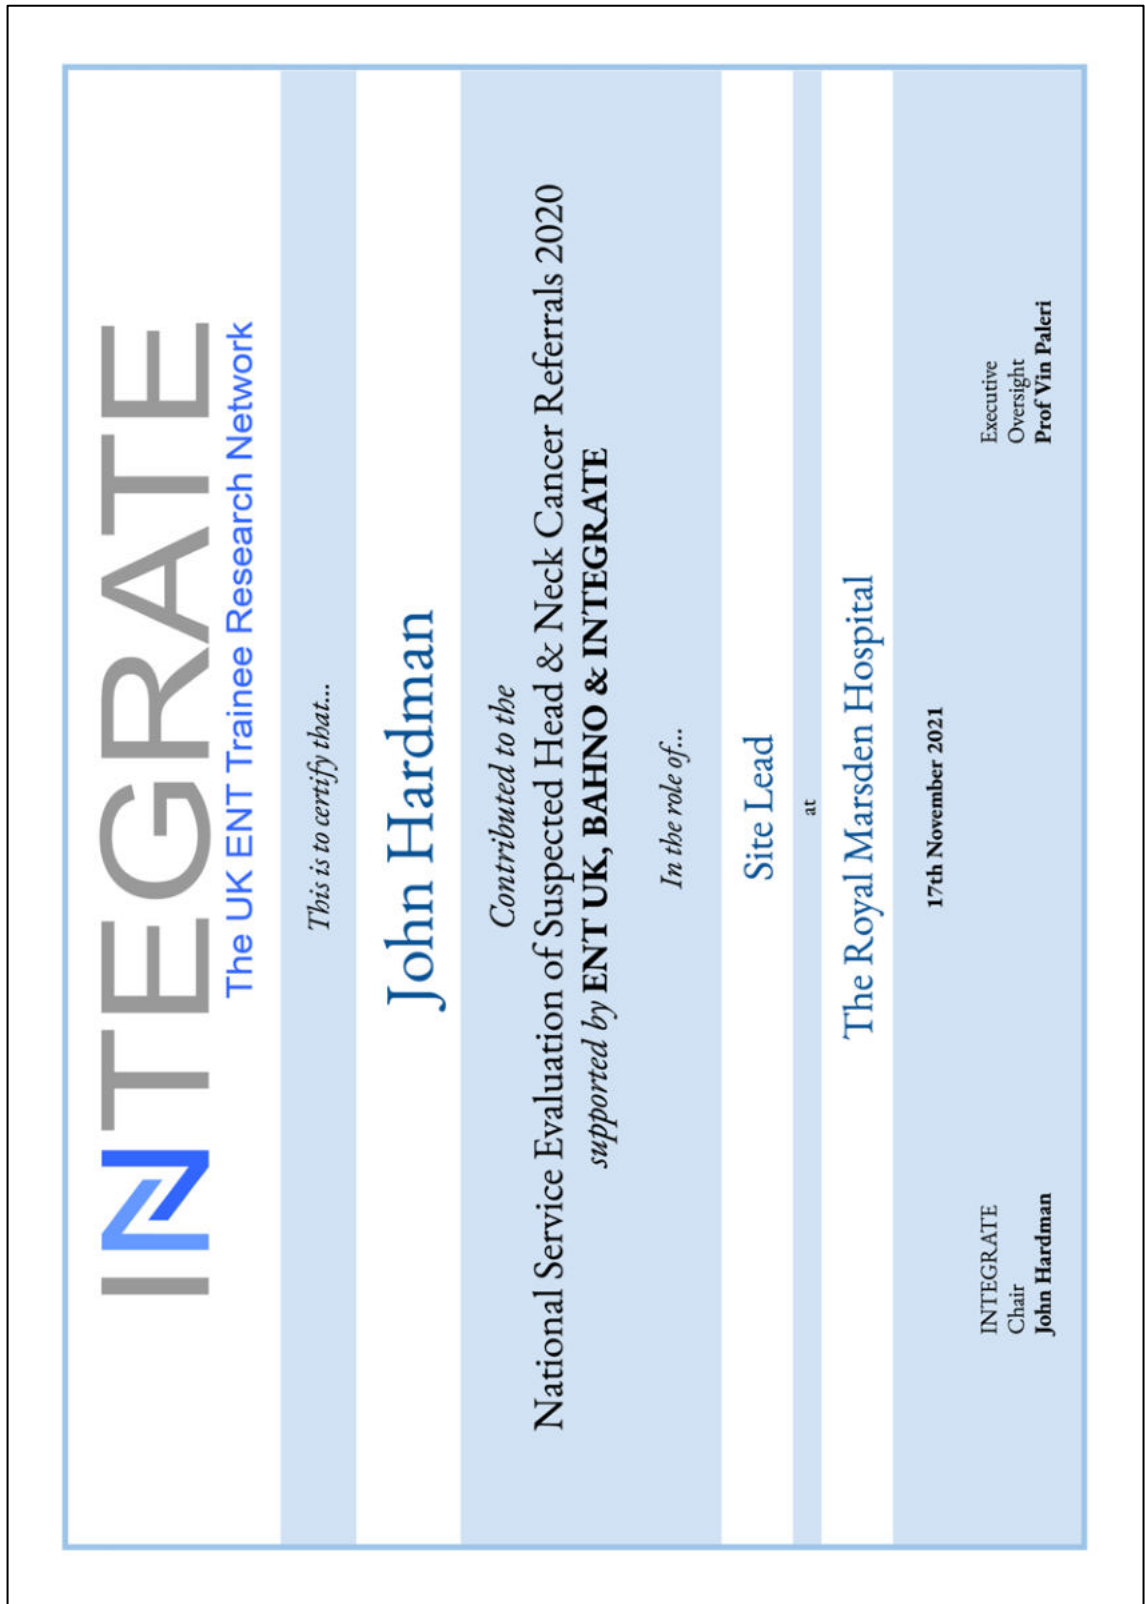 INTEGRATE
The UK ENT Trainee Research Network
This is to certify that...
John Hardman
Contributed to the
National Service Evaluation of Suspected Head & Neck Cancer Referrals 2020
supported by ENT UK, BAHNO & INTEGRATE
In the role of...
Site Lead
at
The Royal Marsden Hospital
17th November 2021
INTEGRATE
Chair
John Hardman
Executive
Oversight
Prof Vin Paleri